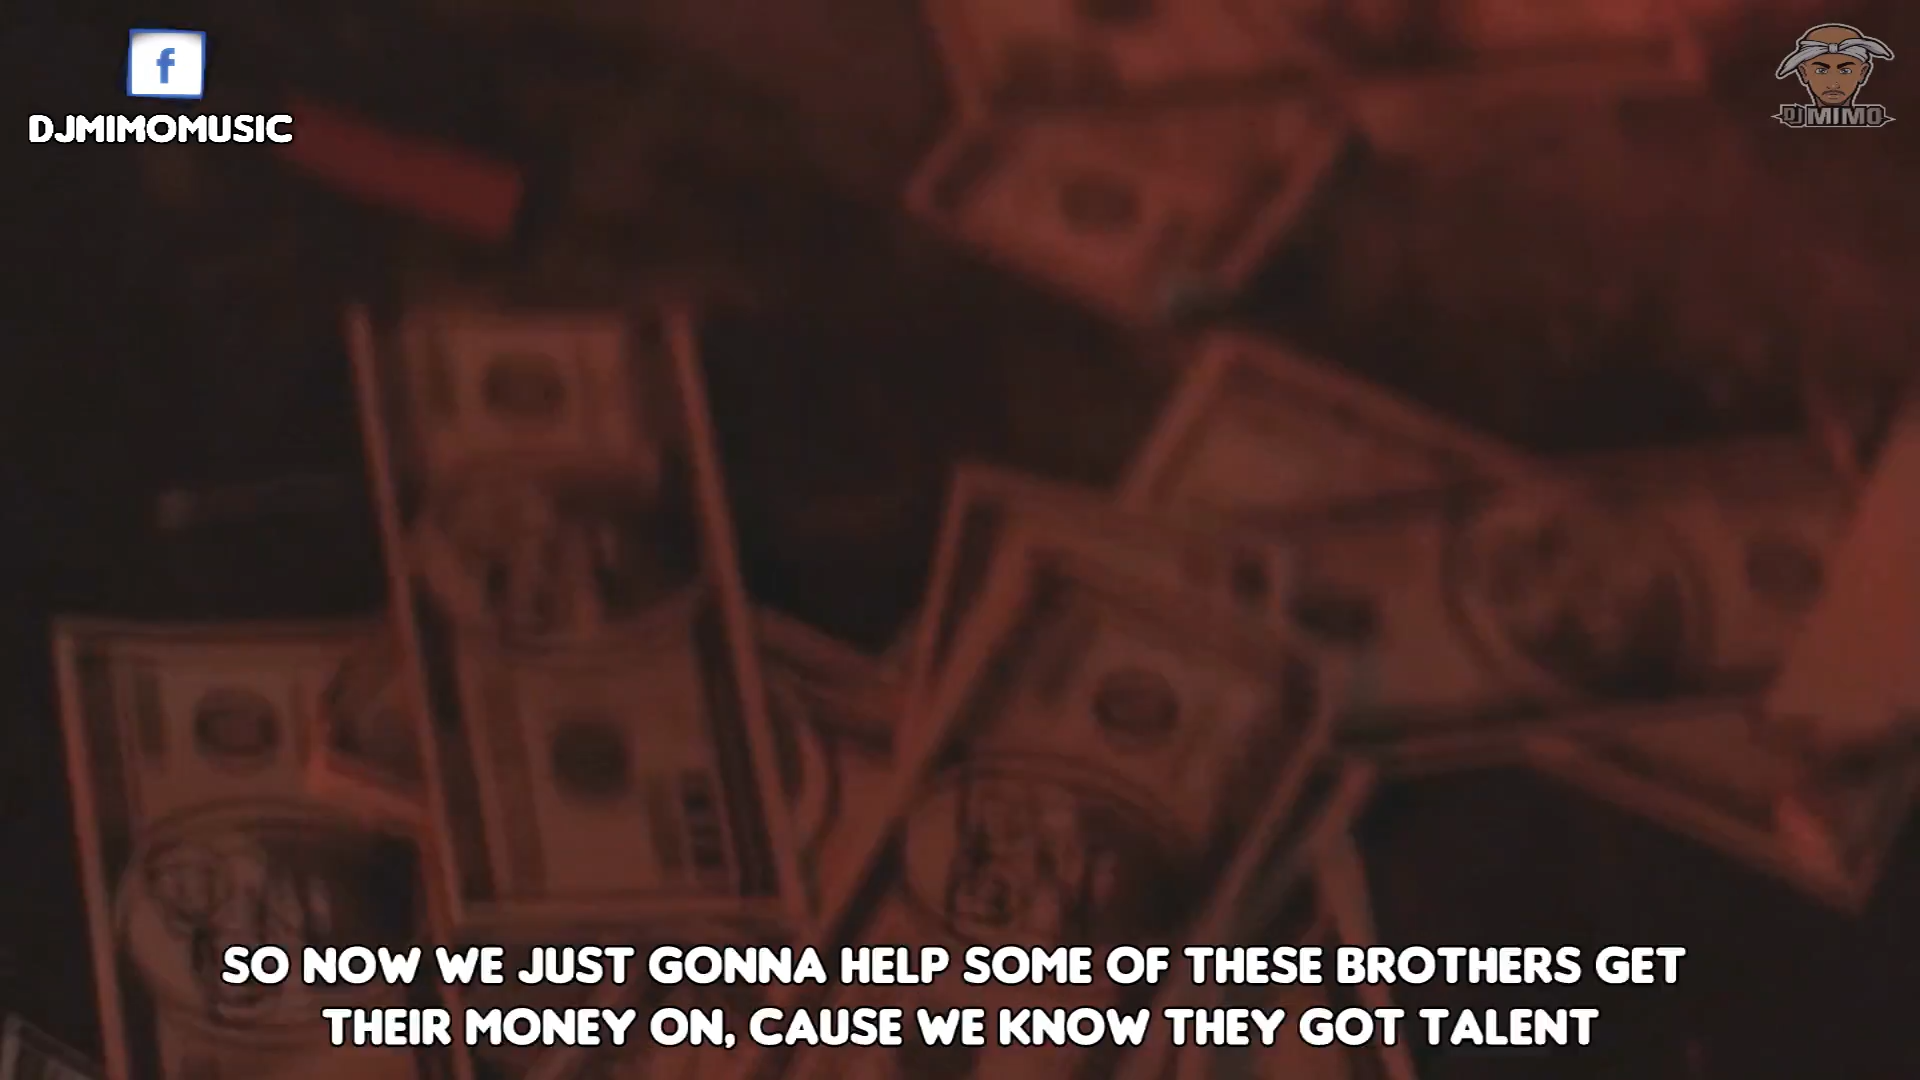 f
DJMIMOMUSIC
DJ MIMO
SO NOW WE JUST GONNA HELP SOME OF THESE BROTHERS GET
THEIR MONEY ON, CAUSE WE KNOW THEY GOT TALENT